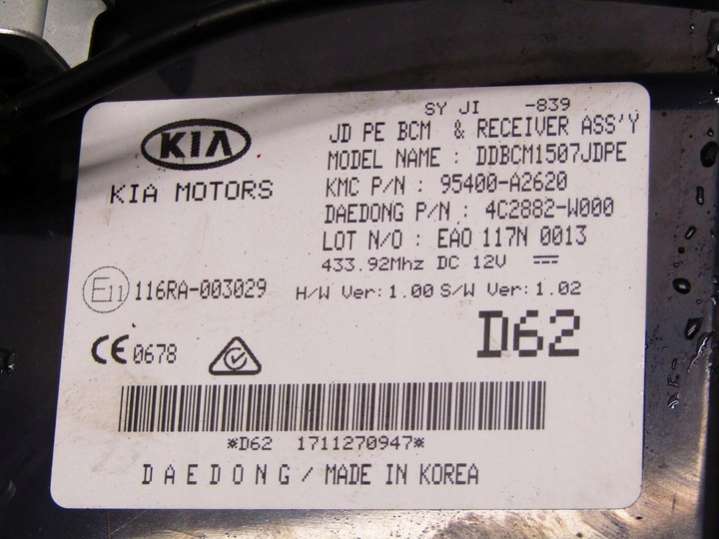 SY JI -839
KIA
JD PE BCM & RECEIVER ASS'Y
MODEL NAME : DDBCM1507JDPE
KIA MOTORS
KMC P/N : 95400-A2620
DAEDONG P/N : 4C2882-W000
LOT N/O : EAO 117N 0013
433.92Mhz DC 12V
E11 116RA-003029
H/W Ver:1.00 S/W Ver:1.02
CE 0678
D62
*D62 1711270947*
DAEDONG / MADE IN KOREA